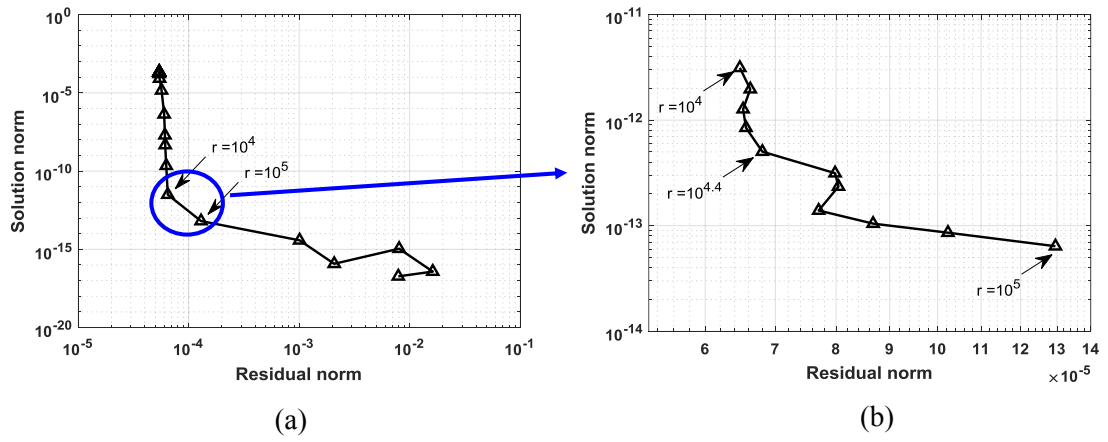 10^0
10^-5
10^-10
10^-15
10^-20
Solution norm
r =10^4
r =10^5
10^-5 10^-4 10^-3 10^-2 10^-1
Residual norm
(a)
10^-11
10^-12
10^-13
10^-14
Solution norm
r =10^4
r =10^4.4
r =10^5
6 7 8 9 10 11 12 13 14
Residual norm
×10^-5
(b)